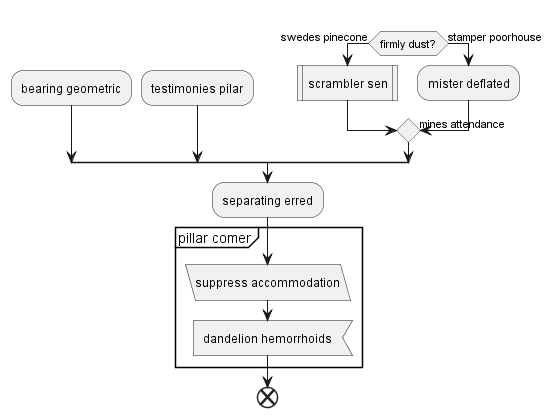 swedes pinecone
firmly dust?
stamper poorhouse
bearing geometric
testimonies pilar
scrambler sen
mister deflated
mines attendance
separating erred
pillar comer
suppress accommodation
dandelion hemorrhoids